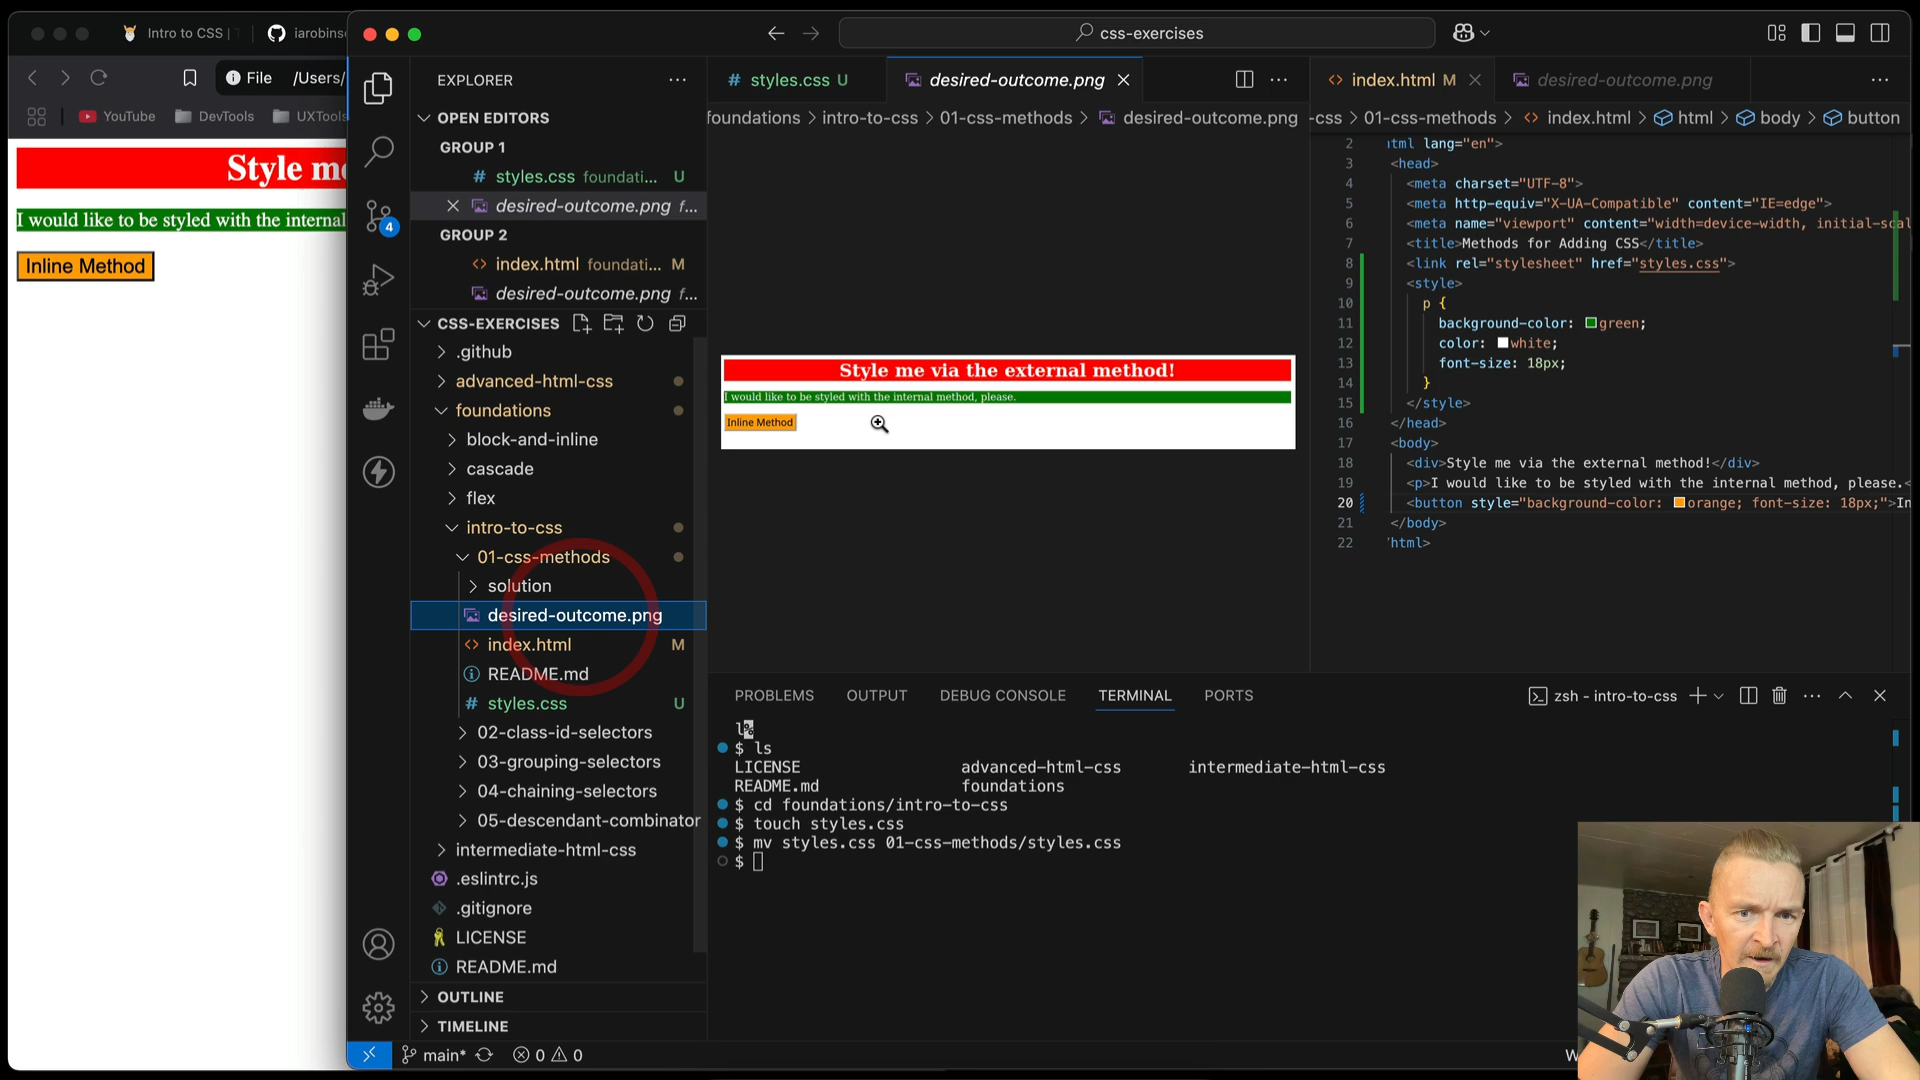 Intro to CSS | T
iarobins
css-exercises
File /Users/
YouTube
DevTools
UXTools
Style me
I would like to be styled with the internal
Inline Method
EXPLORER
OPEN EDITORS
GROUP 1
styles.css foundati... U
desired-outcome.png f...
GROUP 2
index.html foundati... M
desired-outcome.png f...
CSS-EXERCISES
.github
advanced-html-css
foundations
block-and-inline
cascade
flex
intro-to-css
01-css-methods
solution
desired-outcome.png
index.html M
README.md
styles.css U
02-class-id-selectors
03-grouping-selectors
04-chaining-selectors
05-descendant-combinator
intermediate-html-css
.eslintrc.js
.gitignore
LICENSE
README.md
OUTLINE
TIMELINE
4
main* 0 0
styles.css U
desired-outcome.png
foundations > intro-to-css > 01-css-methods > desired-outcome.png
Style me via the external method!
I would like to be styled with the internal method, please.
Inline Method
index.html M
desired-outcome.png
-css > 01-css-methods > index.html > html > body > button
2 html lang="en">
3 <head>
4 <meta charset="UTF-8">
5 <meta http-equiv="X-UA-Compatible" content="IE=edge">
6 <meta name="viewport" content="width=device-width, initial-scal
7 <title>Methods for Adding CSS</title>
8 <link rel="stylesheet" href="styles.css">
9 <style>
10 p {
11 background-color: green;
12 color: white;
13 font-size: 18px;
14 }
15 </style>
16 </head>
17 <body>
18 <div>Style me via the external method!</div>
19 <p>I would like to be styled with the internal method, please.<
20 <button style="background-color: orange; font-size: 18px;">In
21 </body>
22 html>
PROBLEMS OUTPUT DEBUG CONSOLE TERMINAL PORTS
zsh - intro-to-css
l%
$ ls
LICENSE advanced-html-css intermediate-html-css
README.md foundations
$ cd foundations/intro-to-css
$ touch styles.css
$ mv styles.css 01-css-methods/styles.css
$